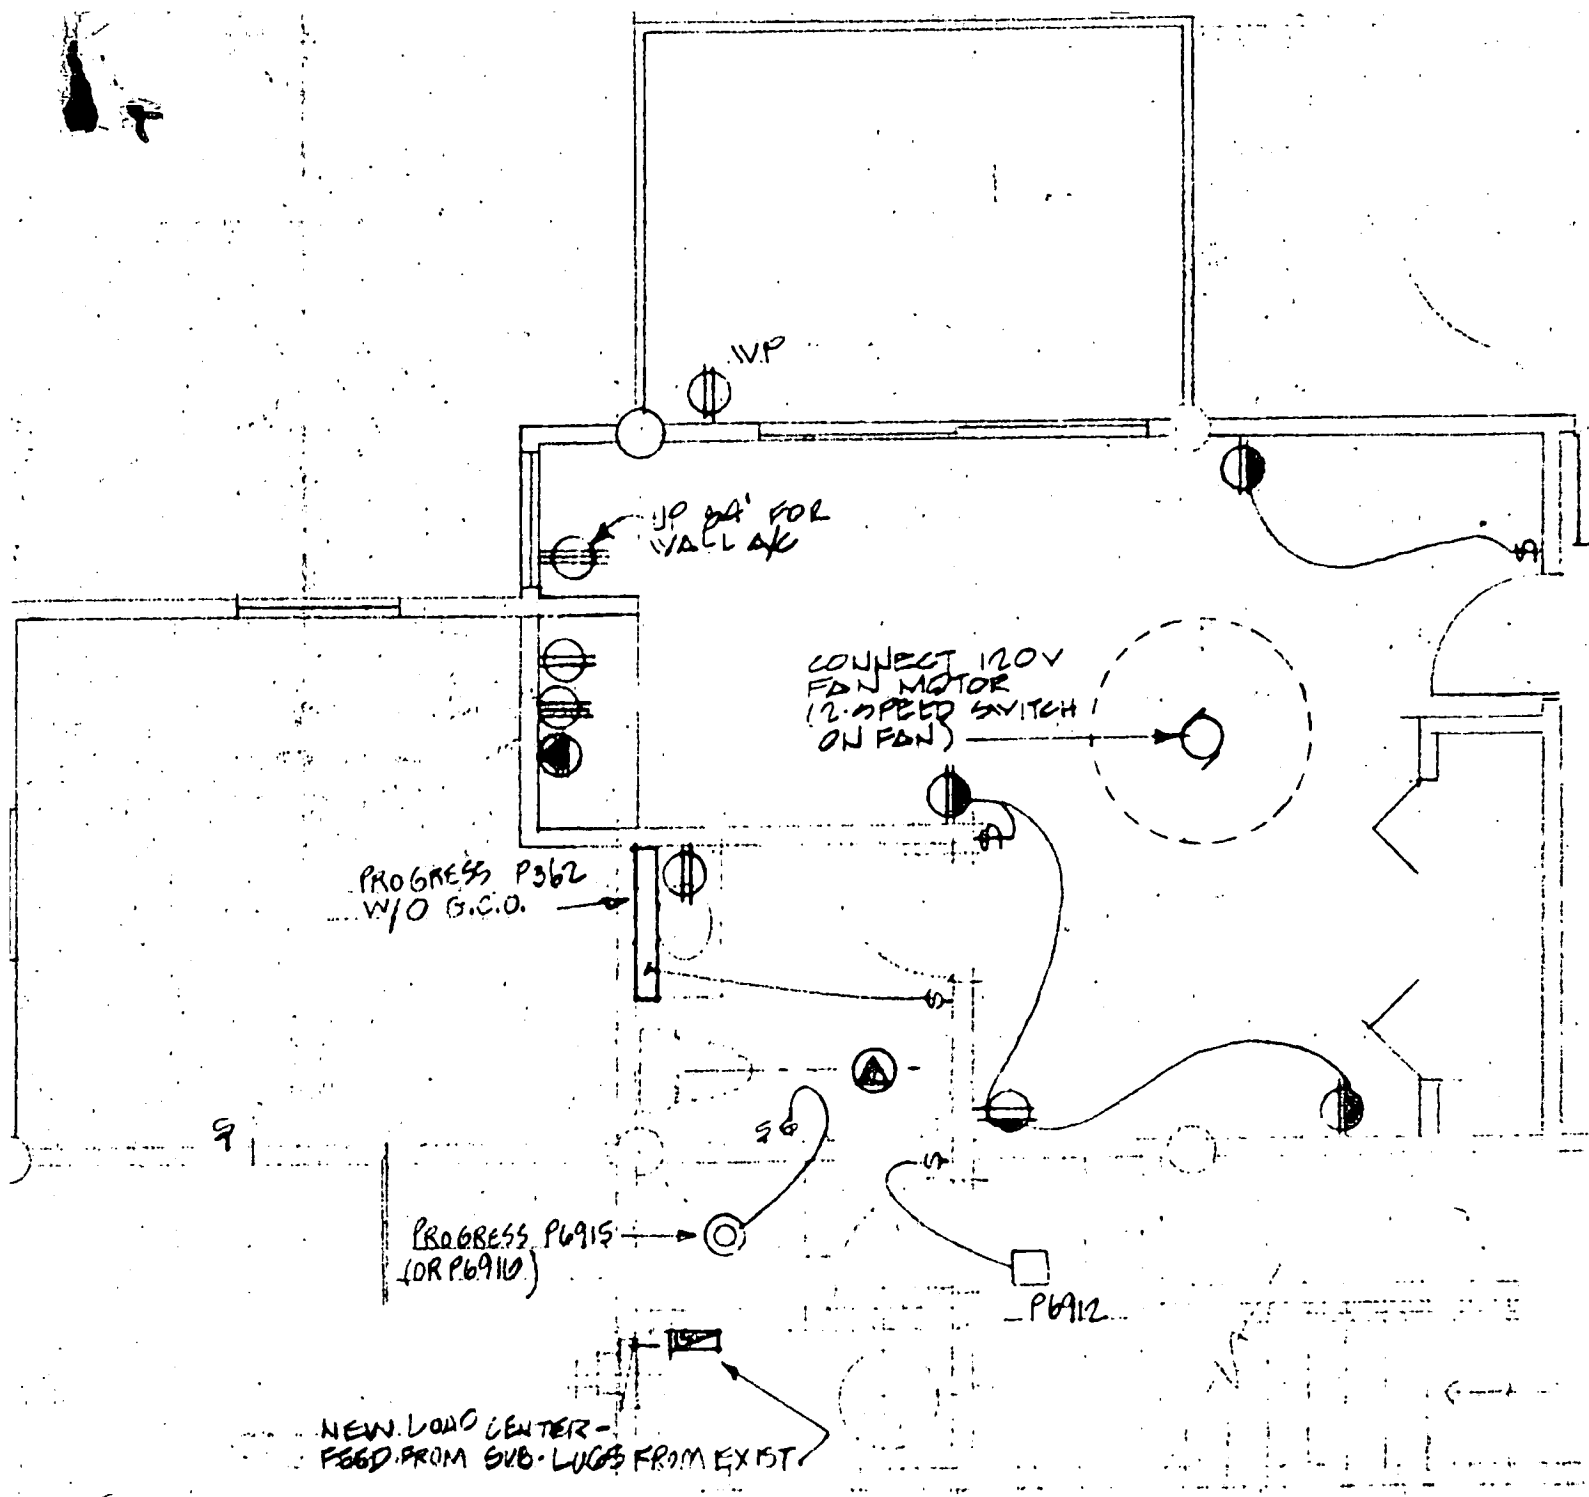 W.P
UP 54" FOR
WALL A/C
CONNECT 120V
FAN MOTOR
(2-SPEED SWITCH
ON FAN)
PROGRESS P362
W/O G.C.O.
PROGRESS P6915
(OR P6910)
P6912
NEW LOAD CENTER -
FEED FROM SUB-LUGS FROM EXIST.